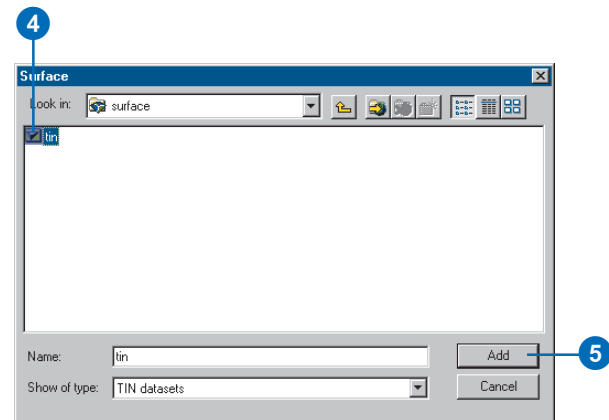 4
Surface
Look in: surface
tin
Name: tin
Add
5
Show of type: TIN datasets
Cancel